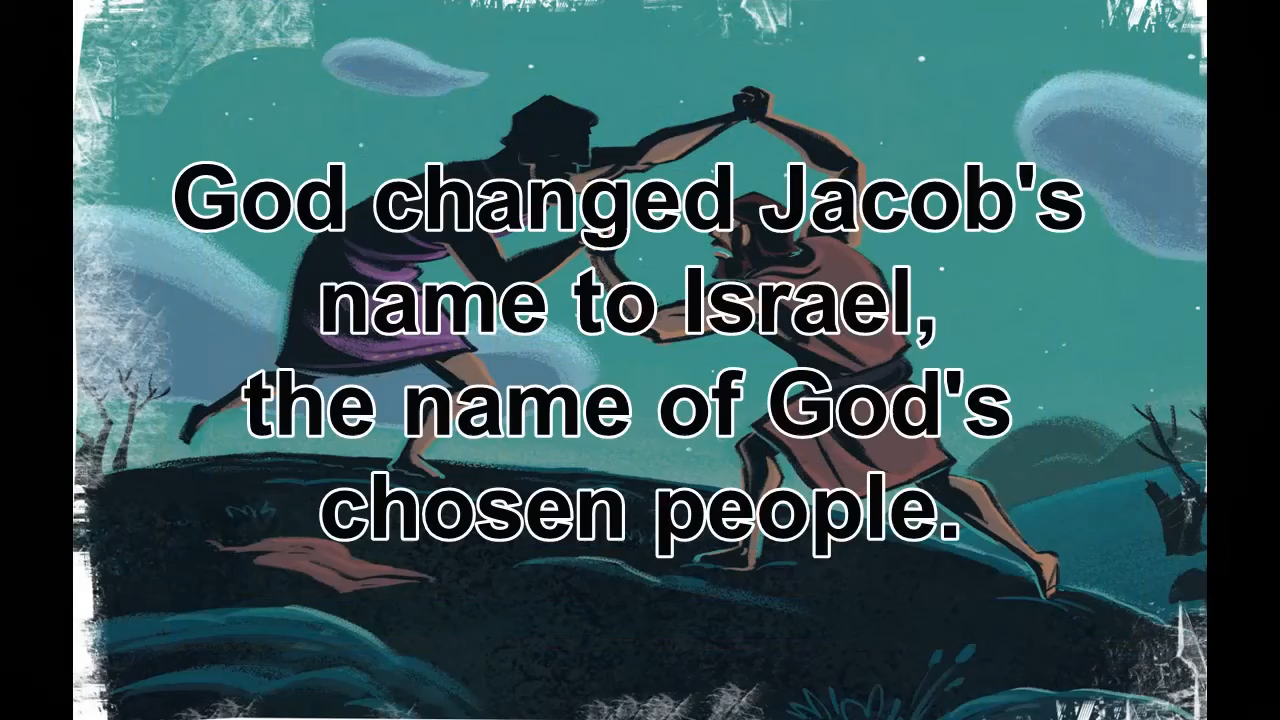 God changed Jacob's
name to Israel,
the name of God's
chosen people.